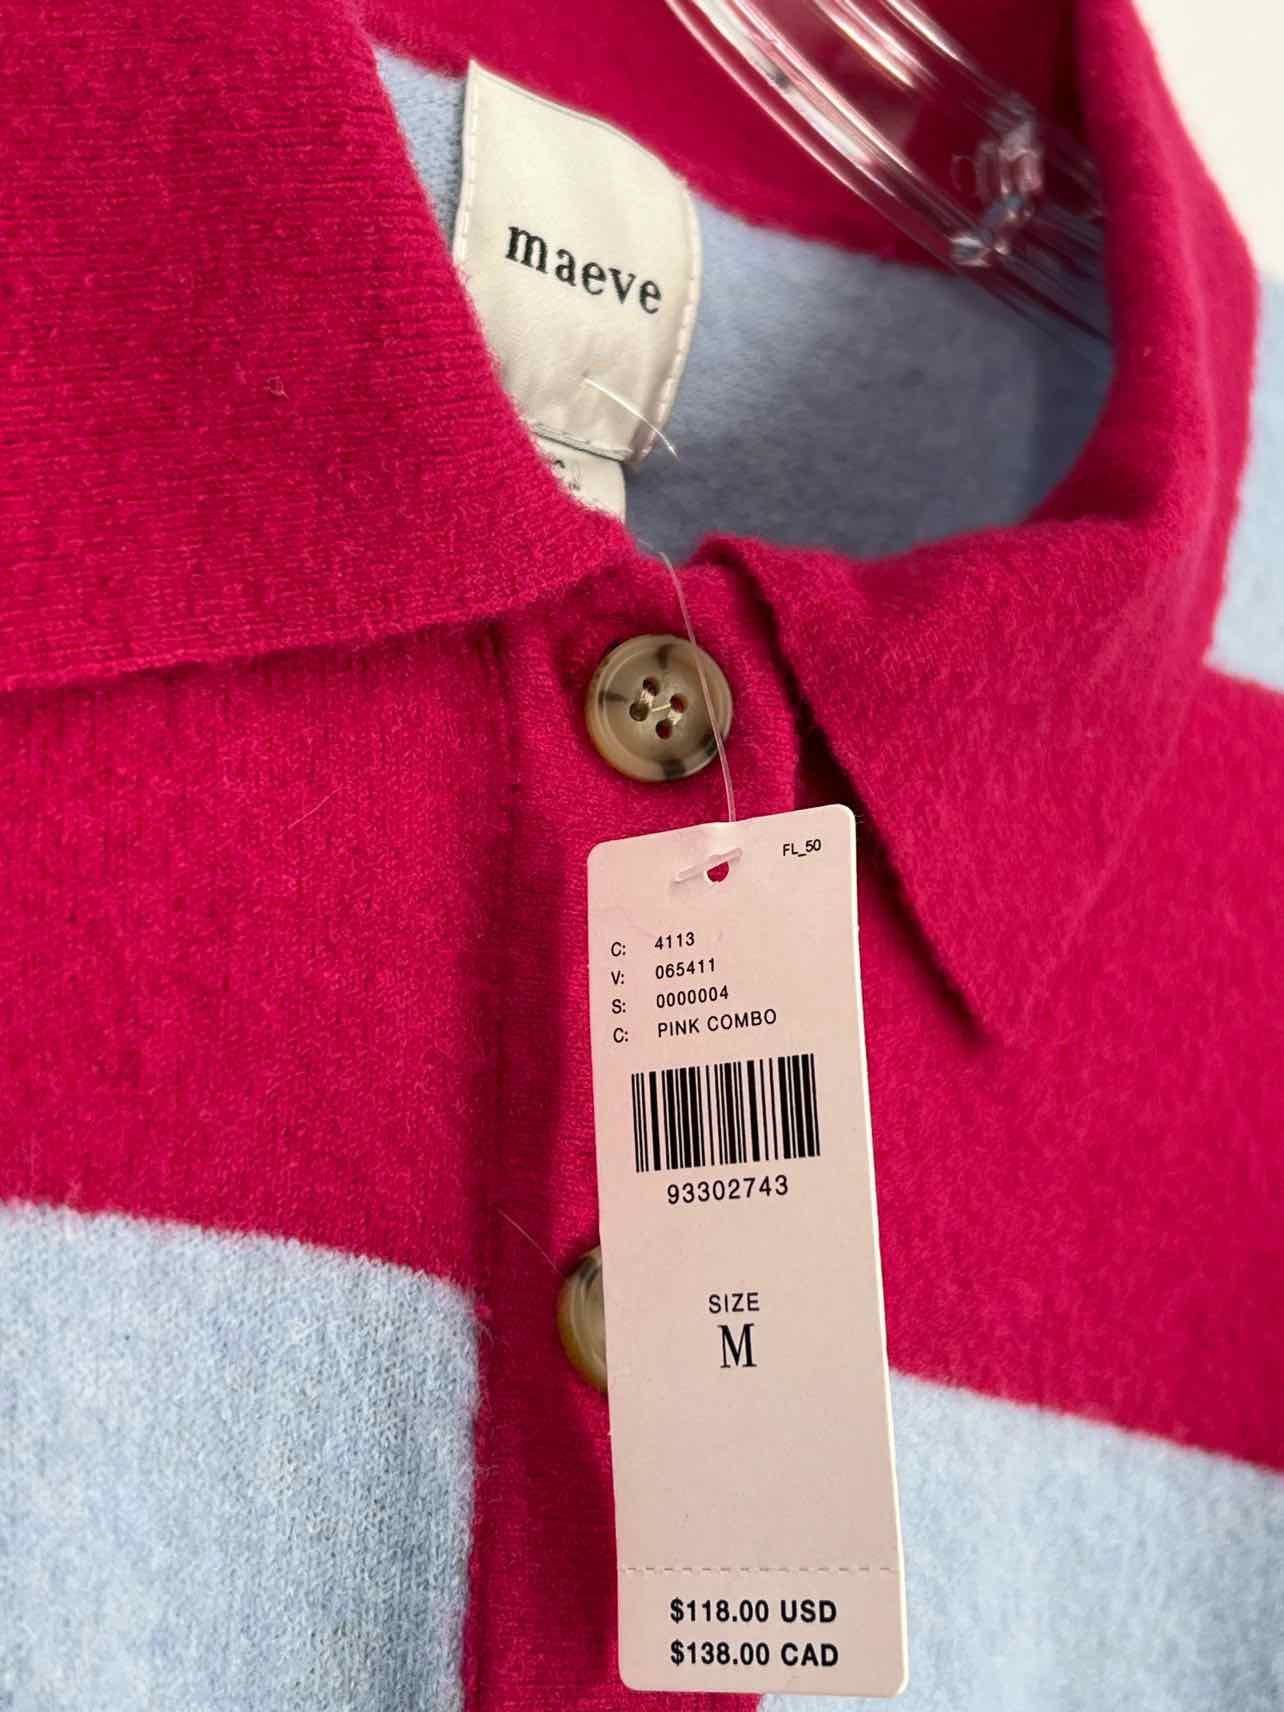 maeve
FL_50
C: 4113
V: 065411
S: 0000004
C: PINK COMBO
93302743
SIZE
M
$118.00 USD
$138.00 CAD